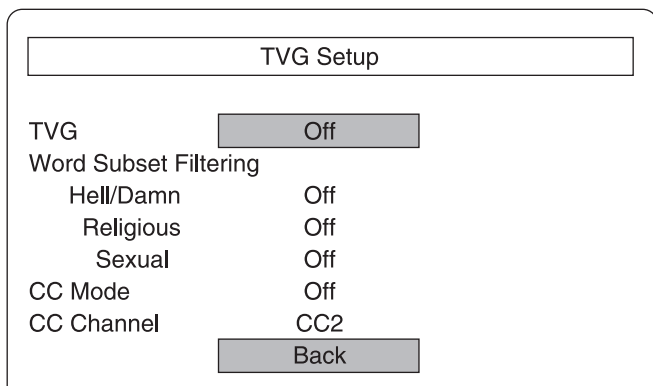 TVG Setup
TVG Off
Word Subset Filtering
Hell/Damn Off
Religious Off
Sexual Off
CC Mode Off
CC Channel CC2
Back